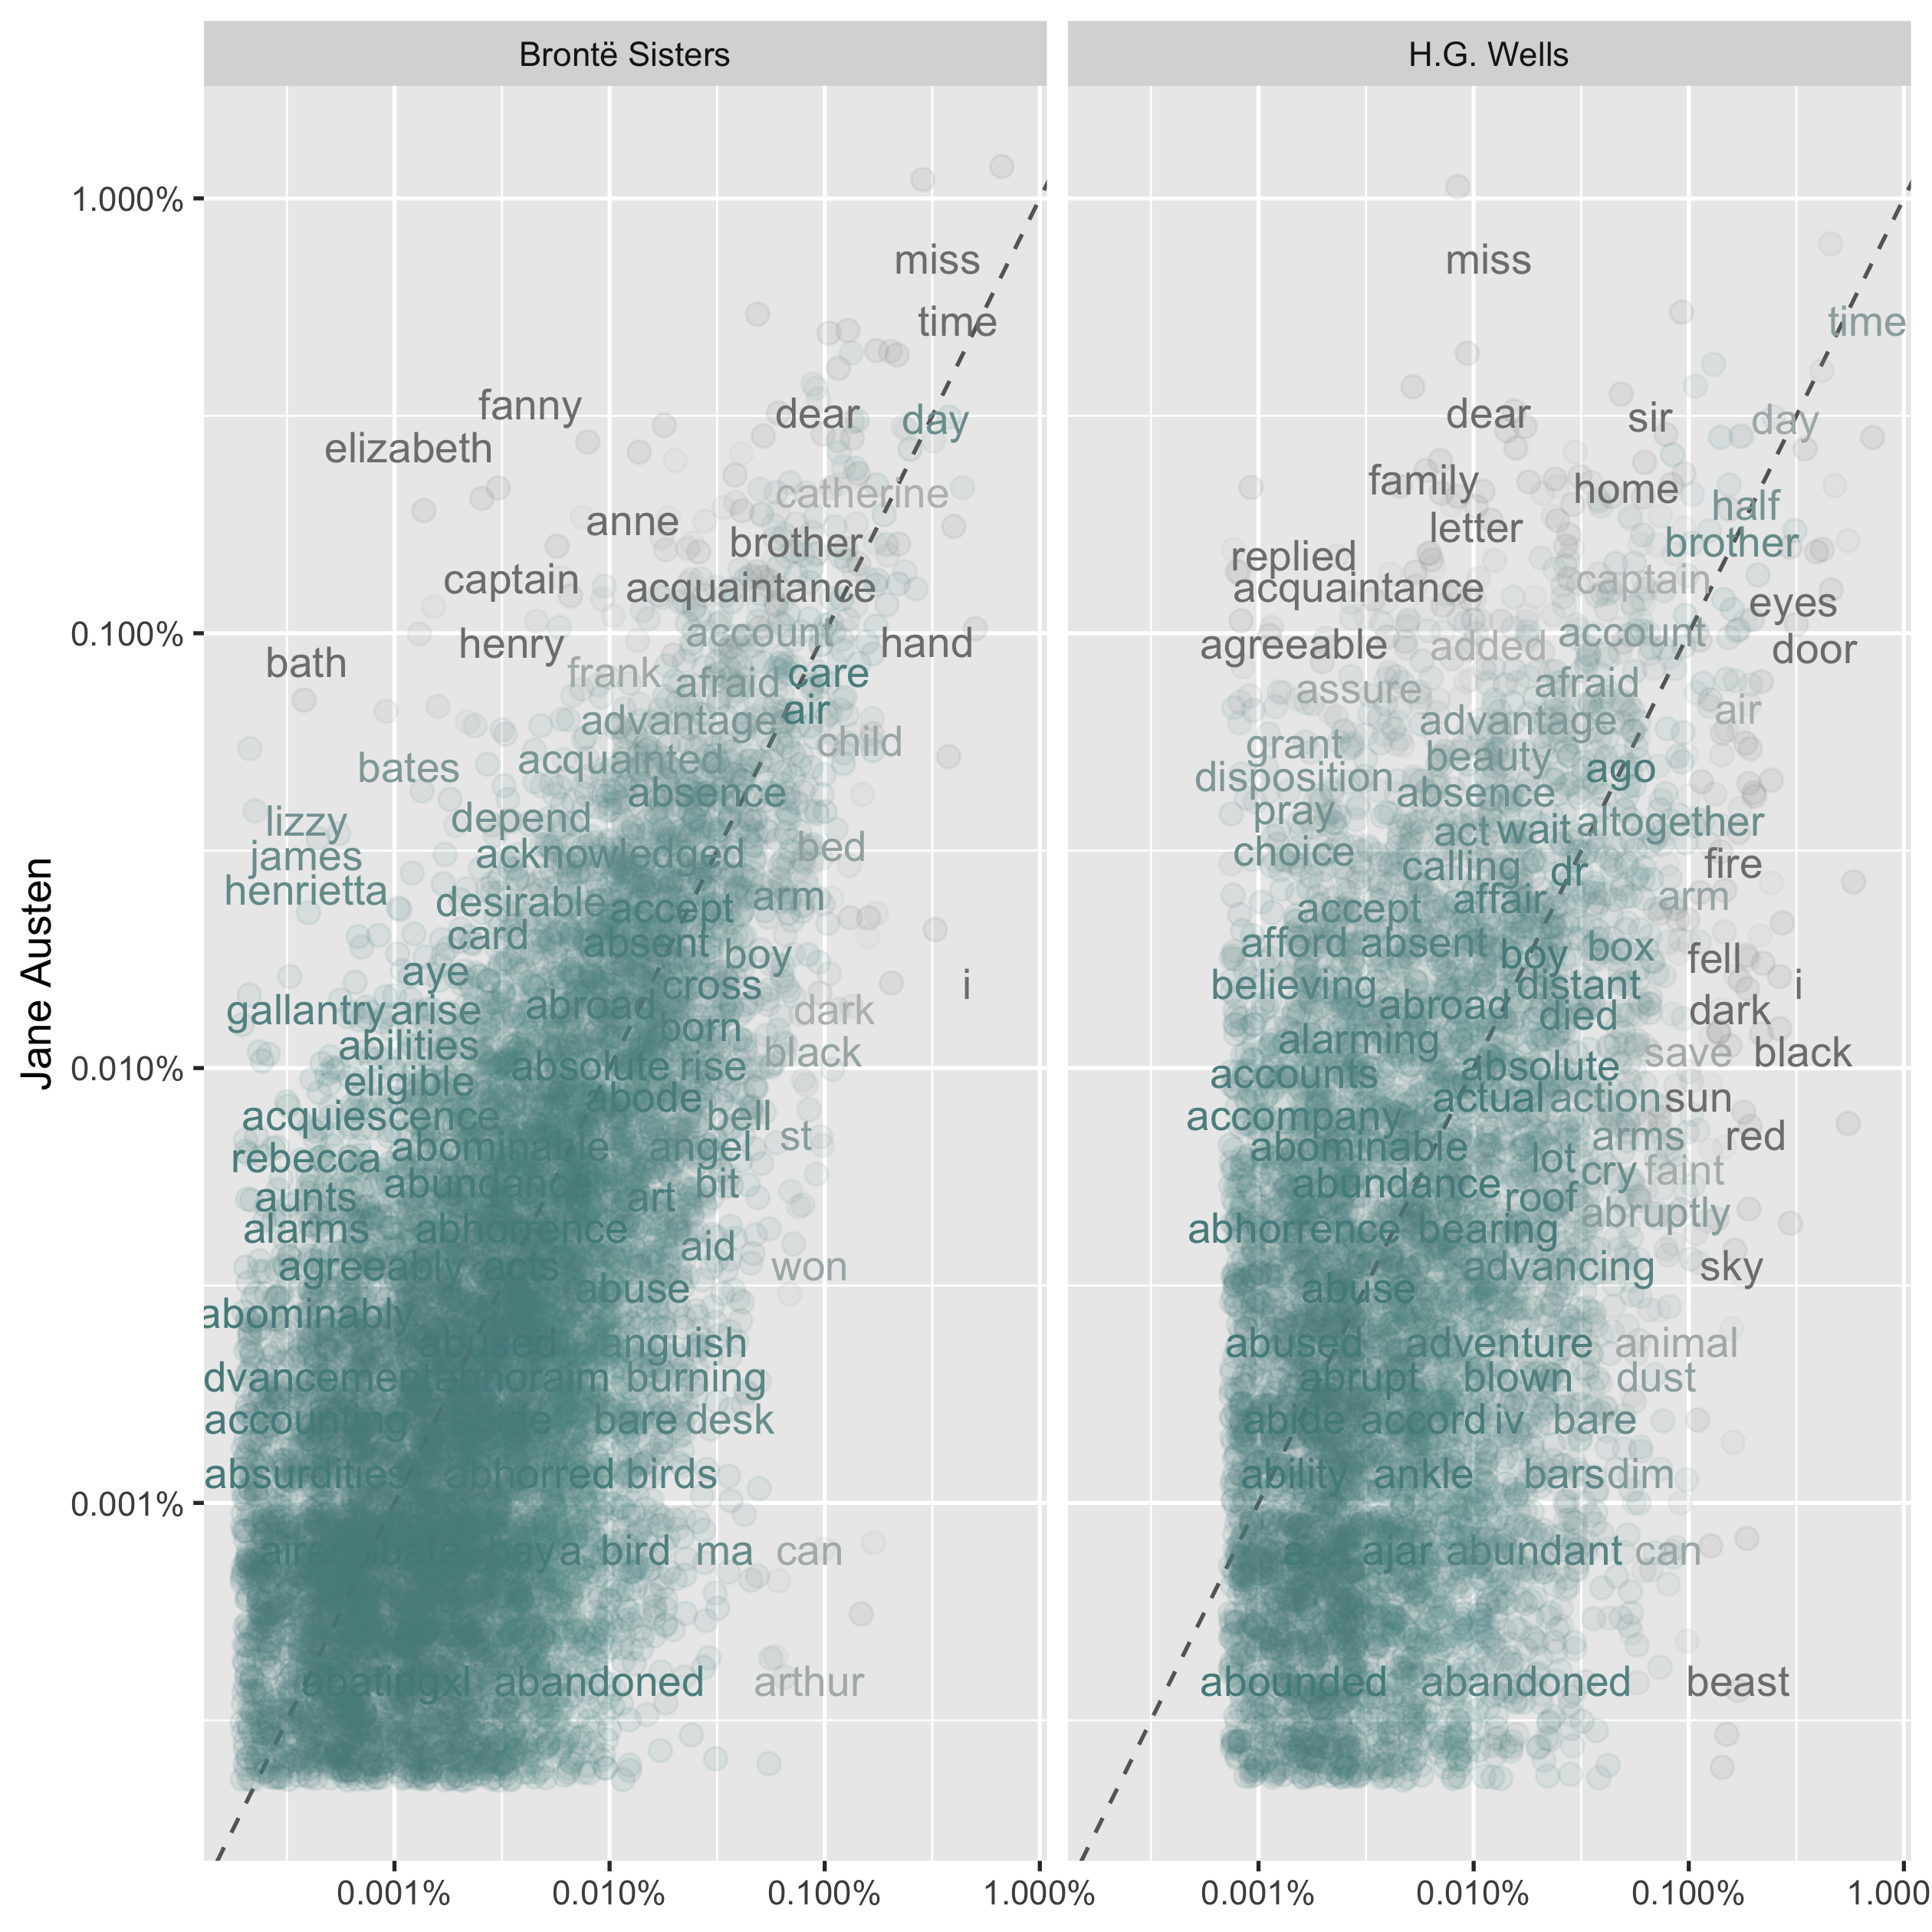 Brontë Sisters
H.G. Wells
Jane Austen
1.000%
0.100%
0.010%
0.001%
miss
time
fanny
dear
day
elizabeth
catherine
anne
brother
captain
acquaintance
account
henry
hand
bath
frank
afraid
care
air
advantage
child
bates
acquainted
absence
lizzy
depend
james
acknowledged
bed
henrietta
desirable
accept
arm
card
absent
boy
aye
cross
i
gallantry
arise
abroad
dark
born
abilities
black
eligible
absolute
rise
abode
acquiescence
bell
st
rebecca
abominable
angel
aunts
abundance
art
bit
alarms
abhorrence
aid
agreeably
acts
won
abuse
abominably
abused
anguish
dvancement
aim
burning
accounting
bare
desk
absurdities
abhorred
birds
bird
ma
can
abating
xl
abandoned
arthur
0.001%
0.010%
0.100%
1.000%
miss
time
dear
sir
day
family
home
half
letter
brother
replied
captain
acquaintance
eyes
account
agreeable
added
door
assure
afraid
air
advantage
grant
beauty
disposition
ago
absence
pray
act
wait
altogether
choice
calling
dr
fire
accept
affair
arm
afford
absent
boy
box
fell
believing
distant
i
abroad
died
dark
alarming
save
black
accounts
absolute
actual
action
sun
accompany
arms
red
abominable
lot
cry
faint
abundance
roof
abruptly
abhorrence
bearing
advancing
sky
abuse
abused
adventure
animal
abrupt
blown
dust
abide
accord
iv
bare
ability
ankle
bars
dim
ajar
abundant
can
abounded
abandoned
beast
0.001%
0.010%
0.100%
1.000